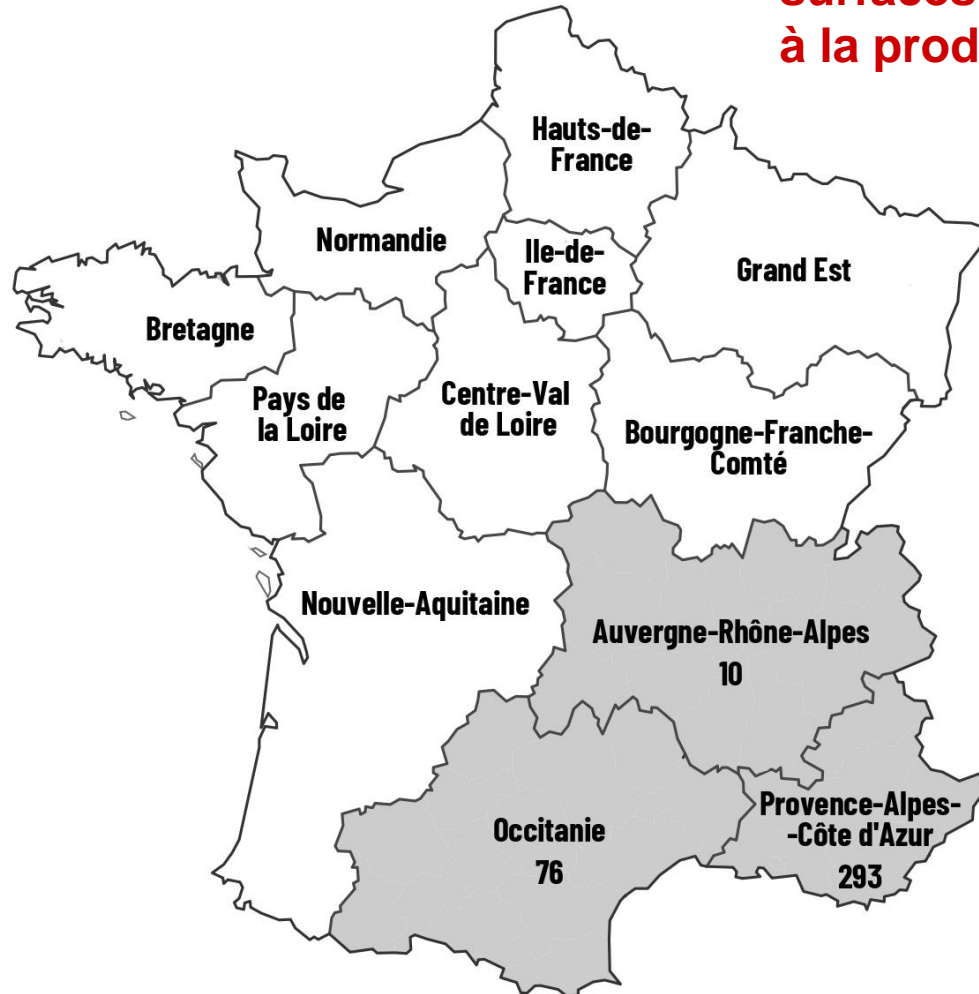 à la prod
Hauts-de-
France
Normandie
Ile-de-
France
Grand Est
Bretagne
Pays de
la Loire
Centre-Val
de Loire
Bourgogne-Franche-
Comté
Nouvelle-Aquitaine
Auvergne-Rhône-Alpes
10
Provence-Alpes-
-Côte d'Azur
293
Occitanie
76